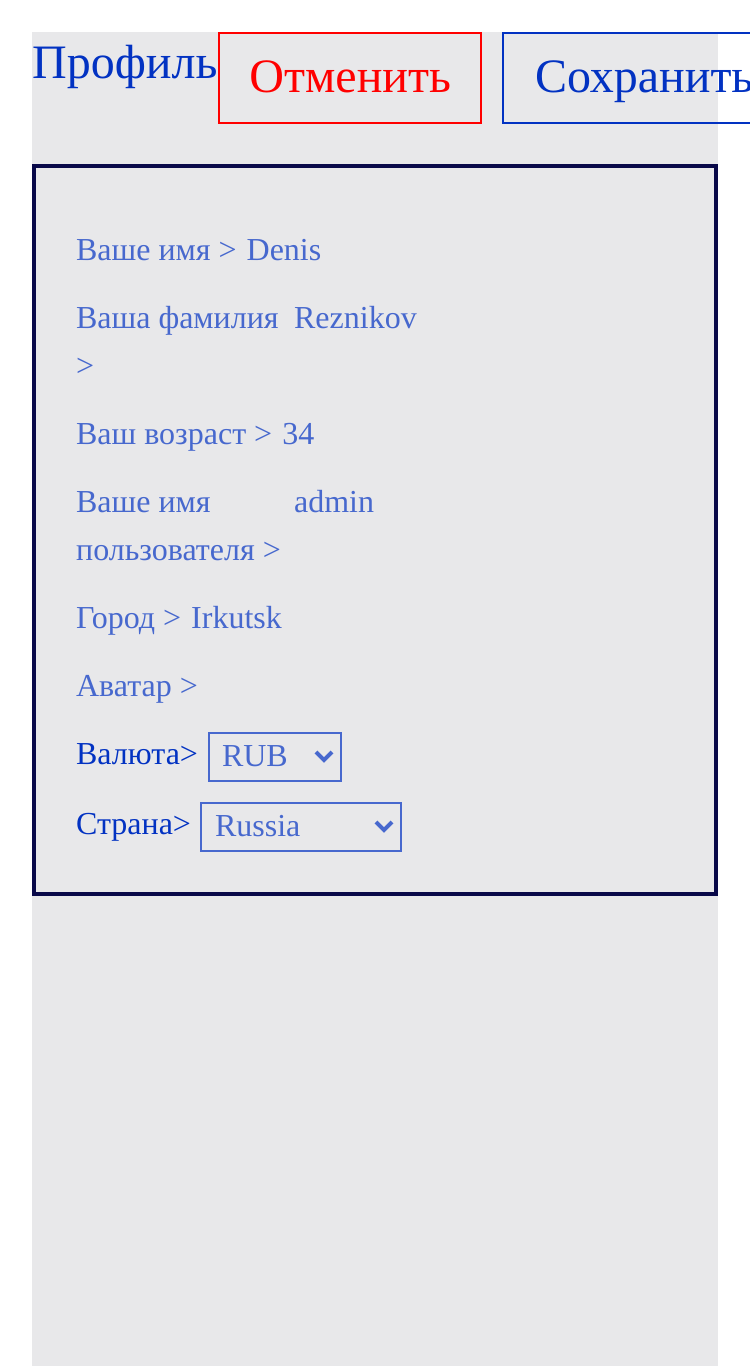 Профиль Отменить Сохранить
Ваше имя > Denis
Ваша фамилия > Reznikov
Ваш возраст > 34
Ваше имя пользователя > admin
Город > Irkutsk
Аватар >
Валюта> RUB
Страна> Russia